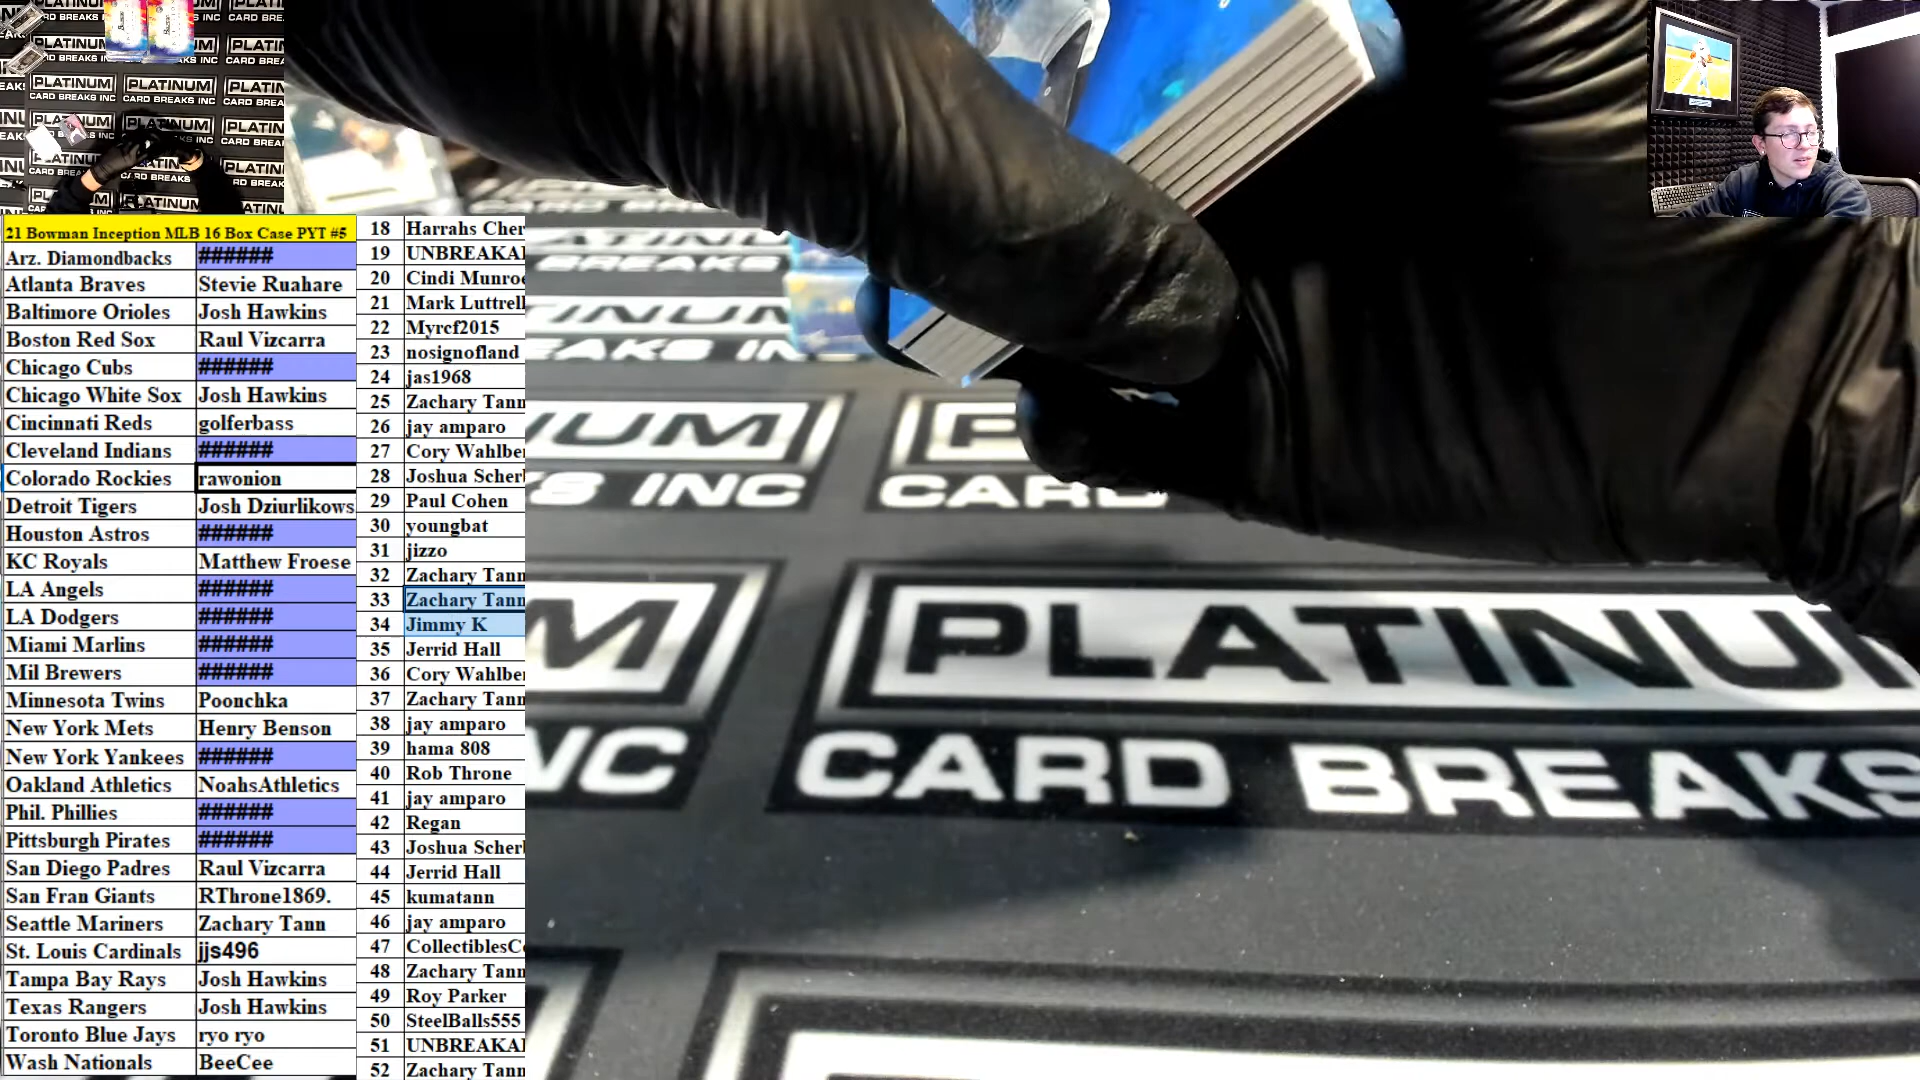 21 Bowman Inception MLB 16 Box Case PYT #5
Arz. Diamondbacks ######
Atlanta Braves Stevie Ruahare
Baltimore Orioles Josh Hawkins
Boston Red Sox Raul Vizcarra
Chicago Cubs ######
Chicago White Sox Josh Hawkins
Cincinnati Reds golferbass
Cleveland Indians ######
Colorado Rockies rawonion
Detroit Tigers Josh Dziurlikows
Houston Astros ######
KC Royals Matthew Froese
LA Angels ######
LA Dodgers ######
Miami Marlins ######
Mil Brewers ######
Minnesota Twins Poonchka
New York Mets Henry Benson
New York Yankees ######
Oakland Athletics NoahsAthletics
Phil. Phillies ######
Pittsburgh Pirates ######
San Diego Padres Raul Vizcarra
San Fran Giants RThrone1869.
Seattle Mariners Zachary Tann
St. Louis Cardinals jjs496
Tampa Bay Rays Josh Hawkins
Texas Rangers Josh Hawkins
Toronto Blue Jays ryo ryo
Wash Nationals BeeCee
18 Harrahs Cher
19 UNBREAKA
20 Cindi Munro
21 Mark Luttrell
22 Myrcf2015
23 nosignofland
24 jas1968
25 Zachary Tann
26 jay amparo
27 Cory Wahlbe
28 Joshua Scher
29 Paul Cohen
30 youngbat
31 jizzo
32 Zachary Tann
33 Zachary Tann
34 Jimmy K
35 Jerrid Hall
36 Cory Wahlbe
37 Zachary Tann
38 jay amparo
39 hama 808
40 Rob Throne
41 jay amparo
42 Regan
43 Joshua Scher
44 Jerrid Hall
45 kumatann
46 jay amparo
47 CollectiblesC
48 Zachary Tann
49 Roy Parker
50 SteelBalls555
51 UNBREAKA
52 Zachary Tann
PLATINUM
CARD BREAKS INC
PLATINU
CARD BREAKS